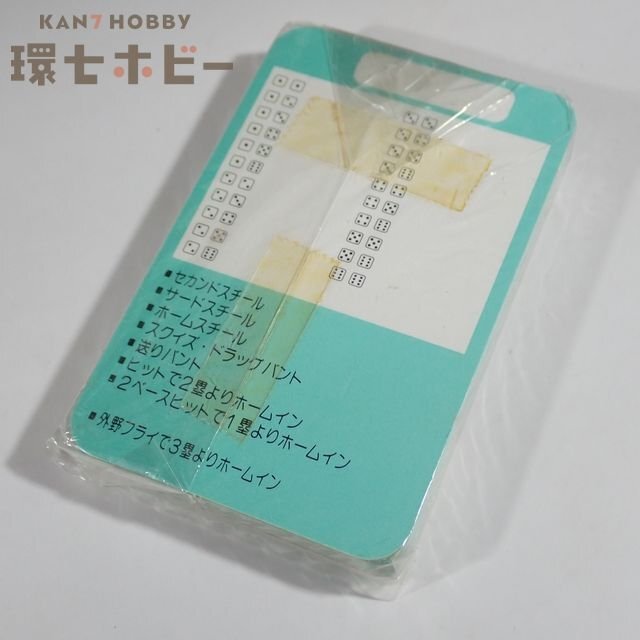 KAN7HOBBY
環七ホビー
■セカンドスチール
■サードスチール
■ホームスチール
■スクイズ・ドラッグバント
■送りバント
■ヒットで2塁よりホームイン
■2ベースヒットで1塁よりホームイン
■外野フライで3塁よりホームイン